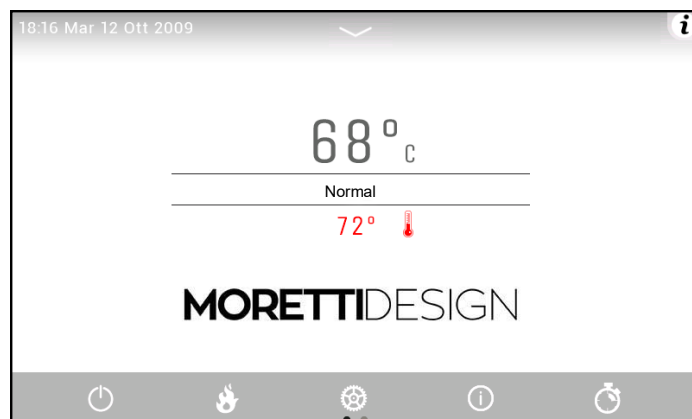 18:16 Mar 12 Ott 2009
i
68°c
Normal
72°
MORETTIDESIGN